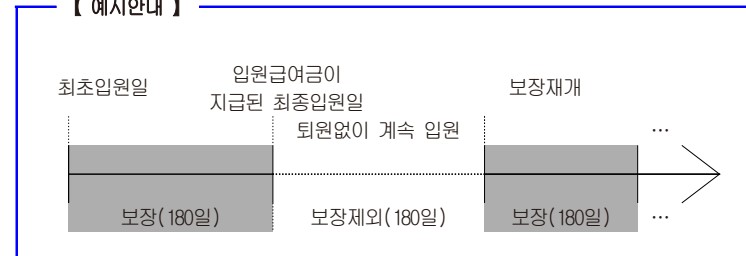 【 예시안내 】
최초입원일
입원급여금이
지급된 최종입원일
보장재개
퇴원없이 계속 입원
…
보장(180일)
보장제외(180일)
보장(180일)
…